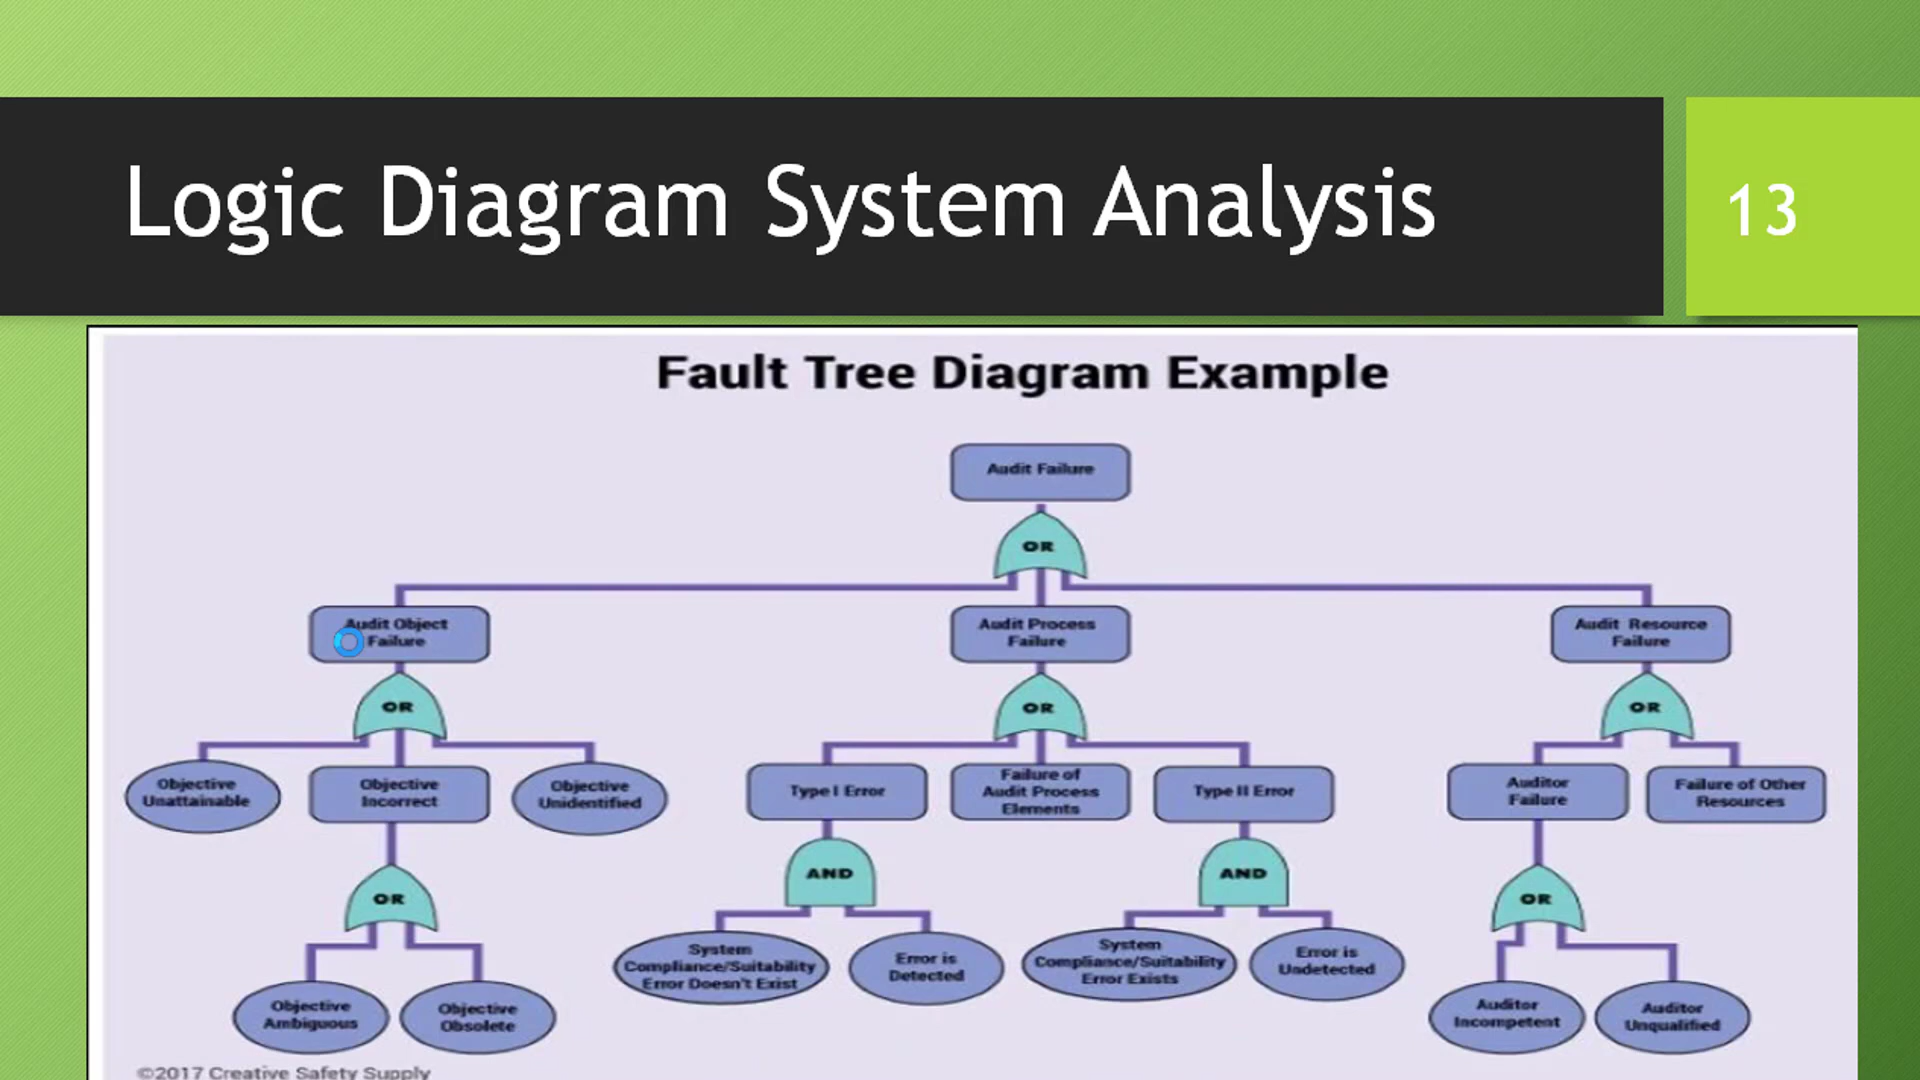 Logic Diagram System Analysis
13
Fault Tree Diagram Example
Audit Failure
OR
Audit Object
Failure
Audit Process
Failure
Audit Resource
Failure
OR
OR
OR
Objective
Unattainable
Objective
Incorrect
Objective
Unidentified
Type I Error
Failure of
Audit Process
Elements
Type II Error
Auditor
Failure
Failure of Other
Resources
OR
AND
AND
OR
System
Compliance/Suitability
Error Doesn't Exist
Error is
Detected
System
Compliance/Suitability
Error Exists
Error is
Undetected
Objective
Ambiguous
Objective
Obsolete
Auditor
Incompetent
Auditor
Unqualified
©2017 Creative Safety Supply